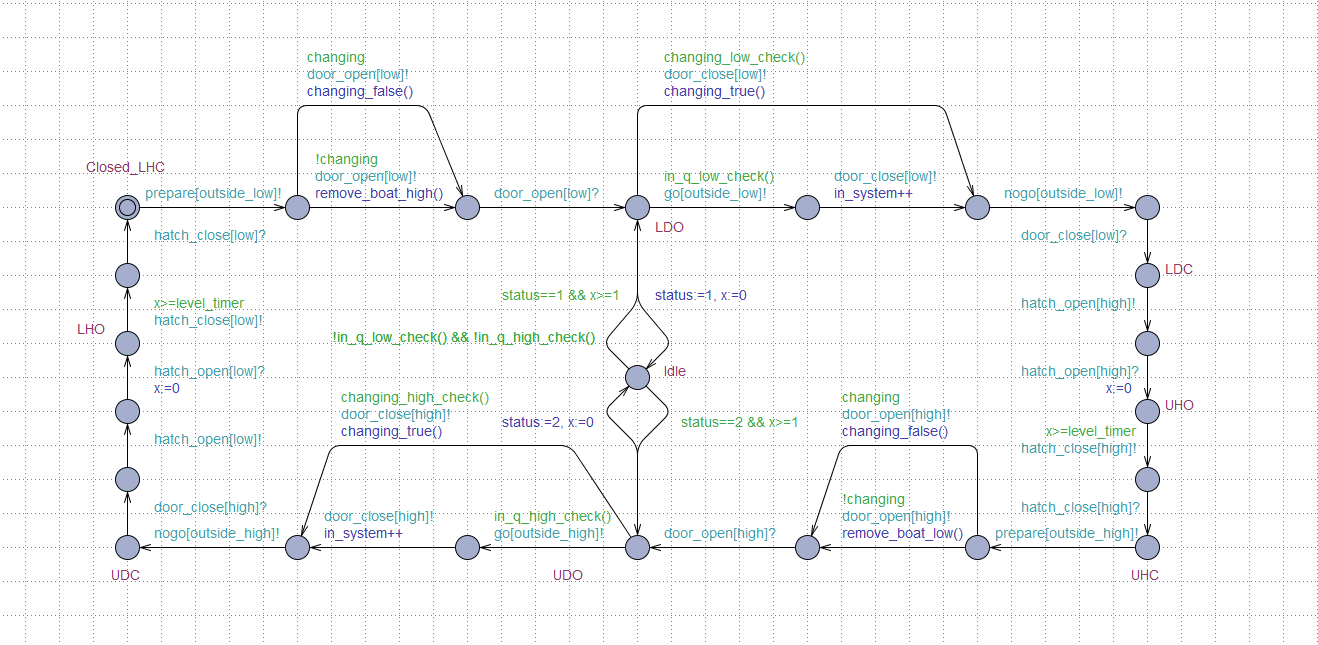 changing
door_open[low]!
changing_false()
changing_low_check()
door_close[low]!
changing_true()
Closed_LHC
prepare[outside_low]!
!changing
door_open[low]!
remove_boat_high()
door_open[low]?
in_q_low_check()
go[outside_low]!
door_close[low]!
in_system++
nogo[outside_low]!
LDO
hatch_close[low]?
door_close[low]?
LDC
x>=level_timer
hatch_close[low]!
LHO
status==1 && x>=1
status:=1, x:=0
hatch_open[high]!
!in_q_low_check() && !in_q_high_check()
Idle
hatch_open[low]?
x:=0
hatch_open[high]?
x:=0
UHO
changing_high_check()
door_close[high]!
changing_true()
status:=2, x:=0
status==2 && x>=1
changing
door_open[high]!
changing_false()
hatch_open[low]!
x>=level_timer
hatch_close[high]!
door_close[high]?
nogo[outside_high]!
door_close[high]!
in_system++
in_q_high_check()
go[outside_high]!
door_open[high]?
!changing
door_open[high]!
remove_boat_low()
hatch_close[high]?
prepare[outside_high]!
UDC
UDO
UHC